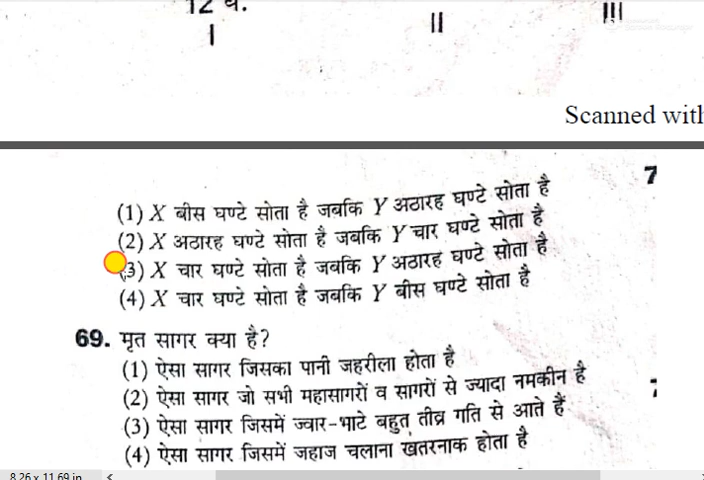 12 व.
I II III
Scanned with
7
(1) X बीस घण्टे सोता है जबकि Y अठारह घण्टे सोता है
(2) X अठारह घण्टे सोता है जबकि Y चार घण्टे सोता है
(3) X चार घण्टे सोता है जबकि Y अठारह घण्टे सोता है
(4) X चार घण्टे सोता है जबकि Y बीस घण्टे सोता है
69. मृत सागर क्या है?
(1) ऐसा सागर जिसका पानी जहरीला होता है
(2) ऐसा सागर जो सभी महासागरों व सागरों से ज्यादा नमकीन है
(3) ऐसा सागर जिसमें ज्वार-भाटे बहुत तीव्र गति से आते हैं
(4) ऐसा सागर जिसमें जहाज चलाना खतरनाक होता है
8.26 x 11.69 in